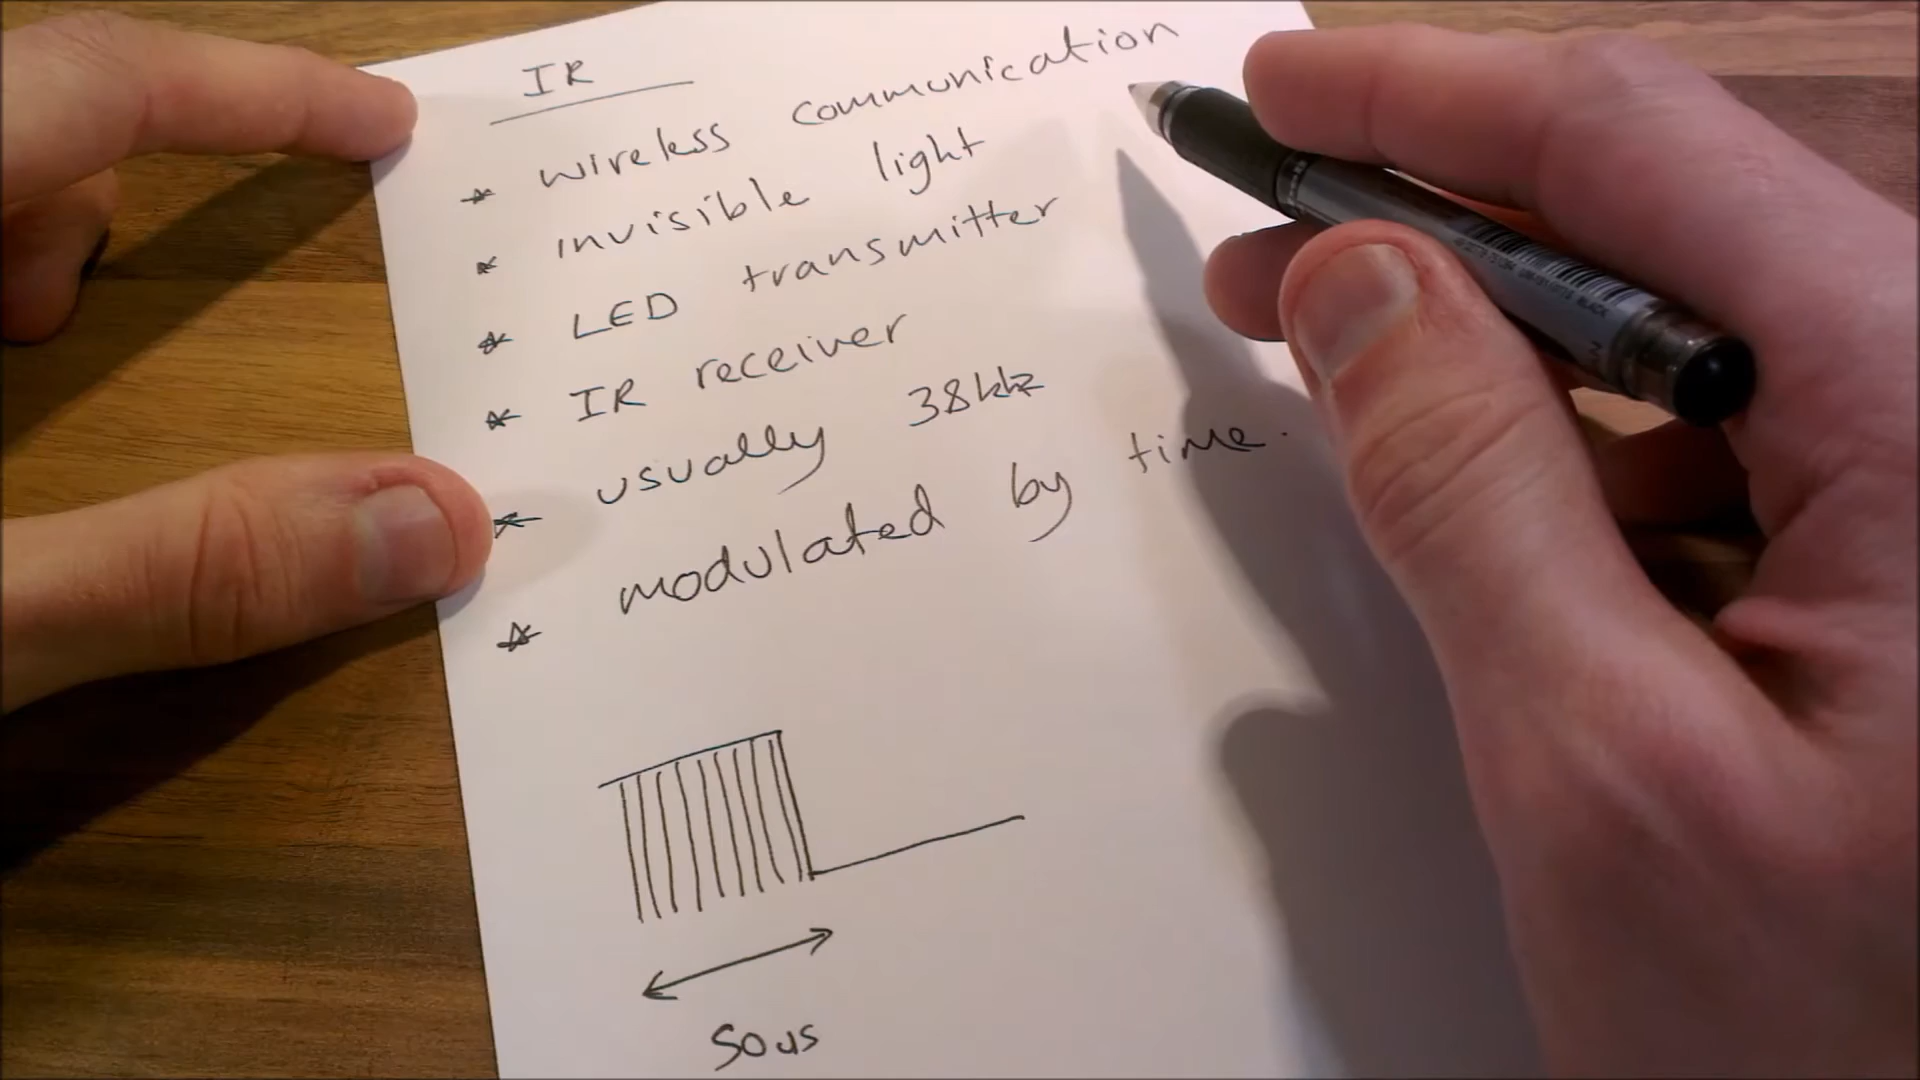 IR
* wireless communication
* invisible light
* LED transmitter
* IR receiver
* usually 38khz
* modulated by time.
50us